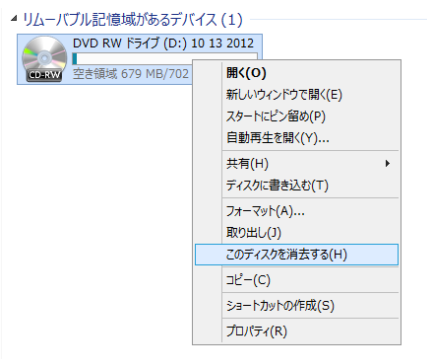 リムーバブル記憶域があるデバイス (1)
DVD RW ドライブ (D:) 10 13 2012
CD-RW
空き領域 679 MB/702
開く(O)
新しいウィンドウで開く(E)
スタートにピン留め(P)
自動再生を開く(Y)...
共有(H)
ディスクに書き込む(T)
フォーマット(A)...
取り出し(J)
このディスクを消去する(H)
コピー(C)
ショートカットの作成(S)
プロパティ(R)